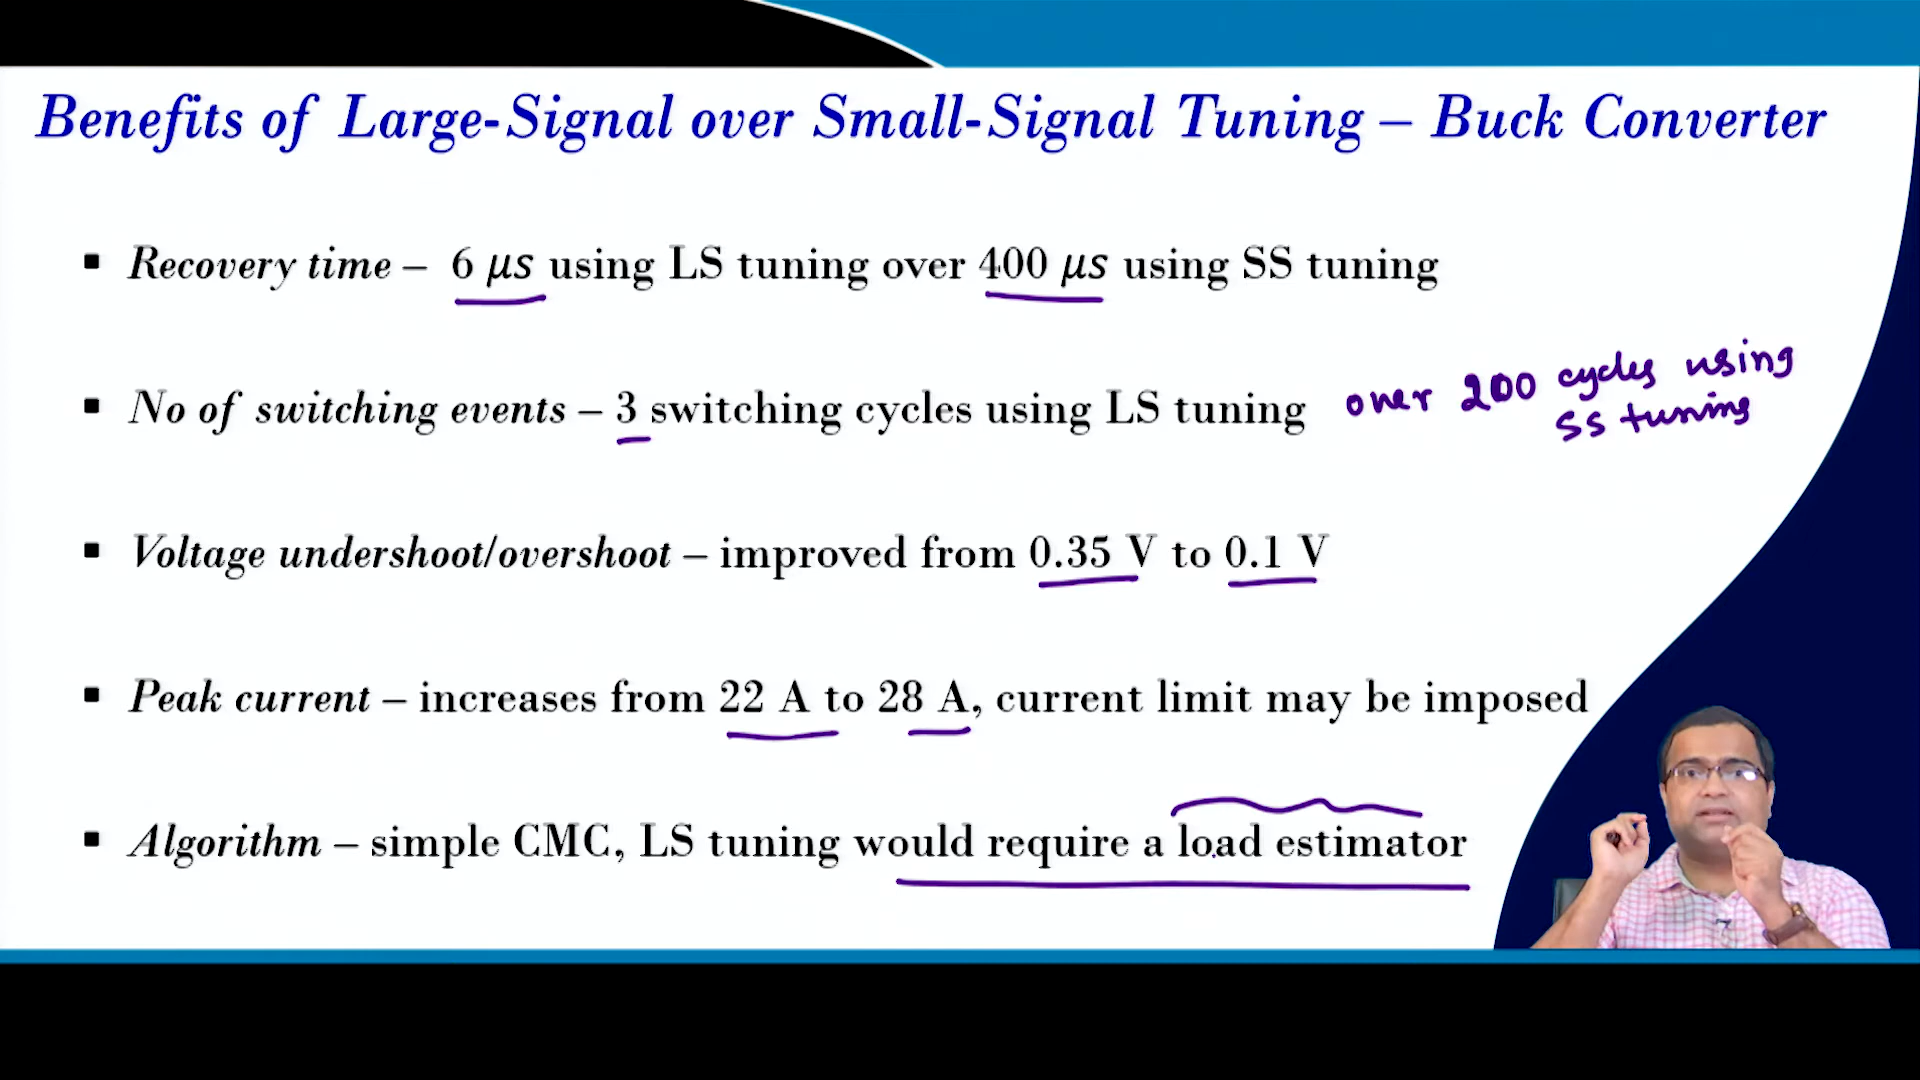 Benefits of Large-Signal over Small-Signal Tuning – Buck Converter
▪ Recovery time – 6 μs using LS tuning over 400 μs using SS tuning
▪ No of switching events – 3 switching cycles using LS tuning over 200 cycles using
SS tuning
▪ Voltage undershoot/overshoot – improved from 0.35 V to 0.1 V
▪ Peak current – increases from 22 A to 28 A, current limit may be imposed
▪ Algorithm – simple CMC, LS tuning would require a load estimator